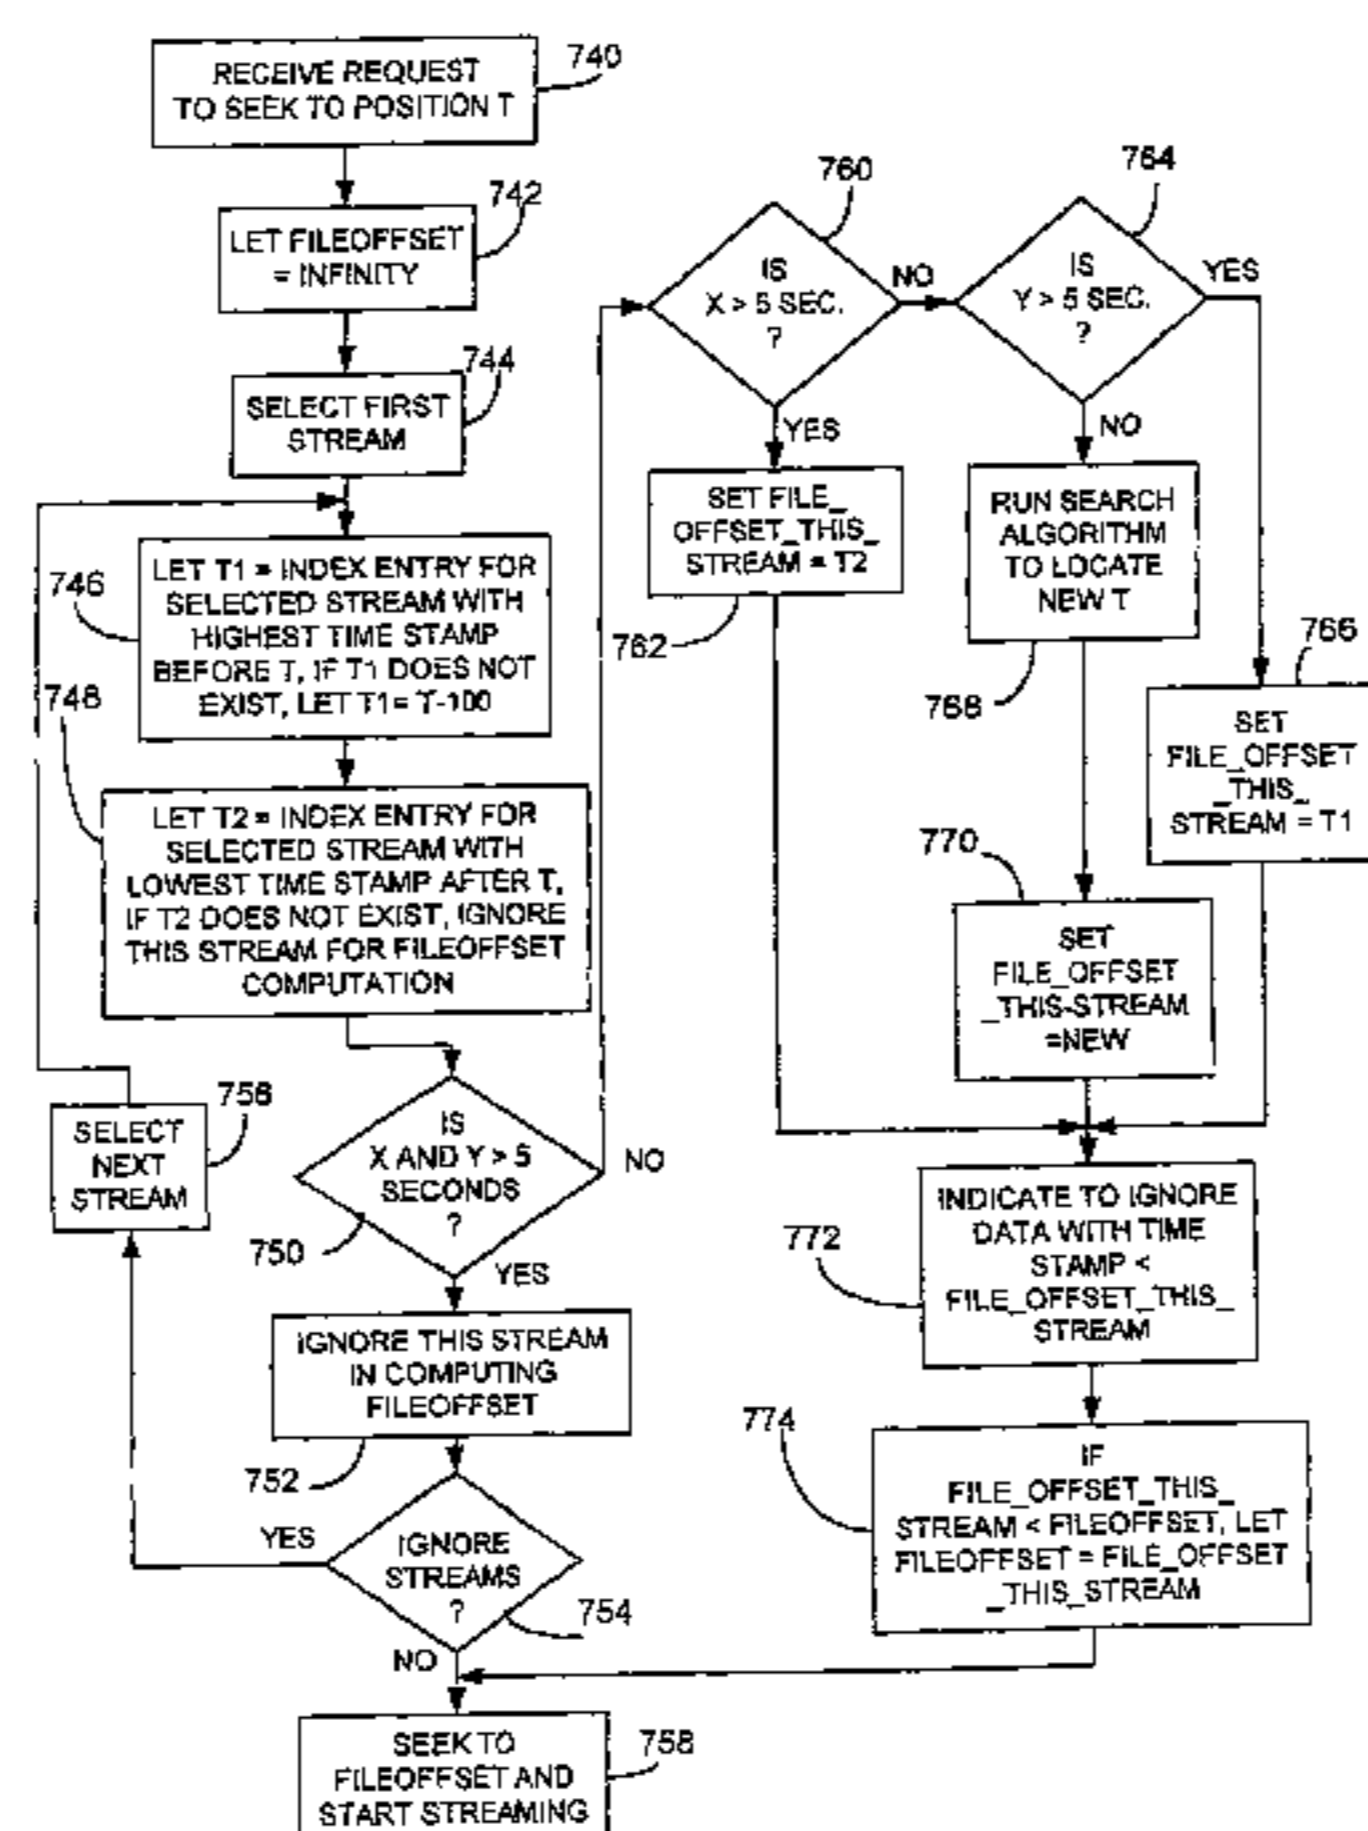 740
RECEIVE REQUEST
TO SEEK TO POSITION T
742
LET FILEOFFSET
= INFINITY
744
SELECT FIRST
STREAM
746
LET T1 = INDEX ENTRY FOR
SELECTED STREAM WITH
HIGHEST TIME STAMP
BEFORE T, IF T1 DOES NOT
EXIST, LET T1= T-100
748
LET T2 = INDEX ENTRY FOR
SELECTED STREAM WITH
LOWEST TIME STAMP AFTER T,
IF T2 DOES NOT EXIST, IGNORE
THIS STREAM FOR FILEOFFSET
COMPUTATION
756
SELECT
NEXT
STREAM
IS
X AND Y > 5
SECONDS
?
NO
750
YES
IGNORE THIS STREAM
IN COMPUTING
FILEOFFSET
752
YES
IGNORE
STREAMS
?
754
NO
SEEK TO
FILEOFFSET AND
START STREAMING
758
760
IS
X > 5 SEC.
?
NO
YES
SET FILE_
OFFSET_THIS_
STREAM = T2
762
764
IS
Y > 5 SEC.
?
YES
NO
RUN SEARCH
ALGORITHM
TO LOCATE
NEW T
768
766
SET
FILE_OFFSET
_THIS_
STREAM = T1
770
SET
FILE_OFFSET
_THIS-STREAM
=NEW
772
INDICATE TO IGNORE
DATA WITH TIME
STAMP <
FILE_OFFSET_THIS_
STREAM
774
IF
FILE_OFFSET_THIS_
STREAM < FILEOFFSET, LET
FILEOFFSET = FILE_OFFSET
_THIS_STREAM